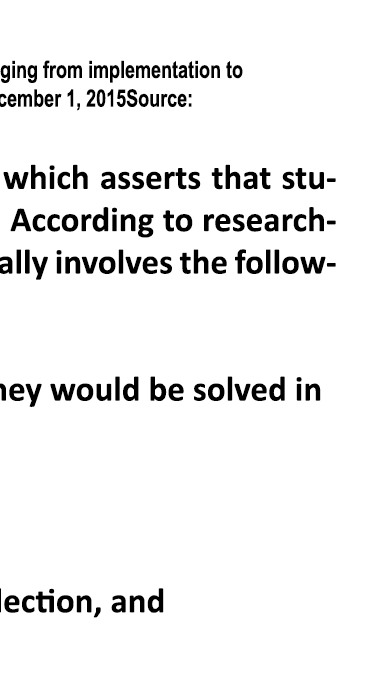 ging from implementation to
cember 1, 2015Source:
which asserts that stu-
According to research-
ally involves the follow-
hey would be solved in
lection, and